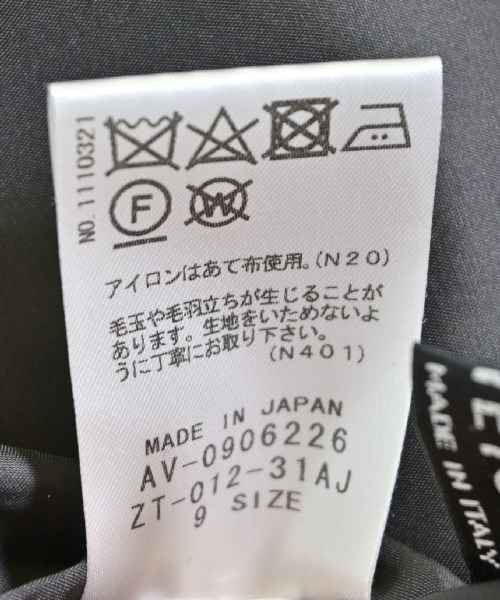 NO.1110321
F
W
アイロンはあて布使用。(N20)
毛玉や毛羽立ちが生じることが
あります。生地をいためないよ
うに丁寧にお取り下さい。
(N401)
MADE IN JAPAN
AV-0906226
ZT-012-31AJ
9 SIZE
MADE IN ITALY